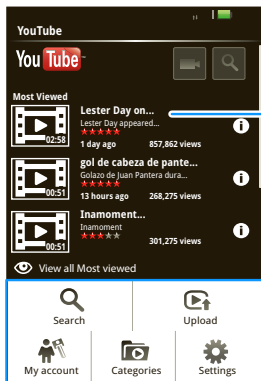 YouTube
You Tube
Most Viewed
Lester Day on...
Lester Day appeared...
02:58
1 day ago 857,862 views
gol de cabeza de pante...
Golazo de Juan Pantera dura...
00:51
13 hours ago 268,275 views
Inamoment...
Inamoment
00:51
301,275 views
View all Most viewed
Search Upload
My account Categories Settings